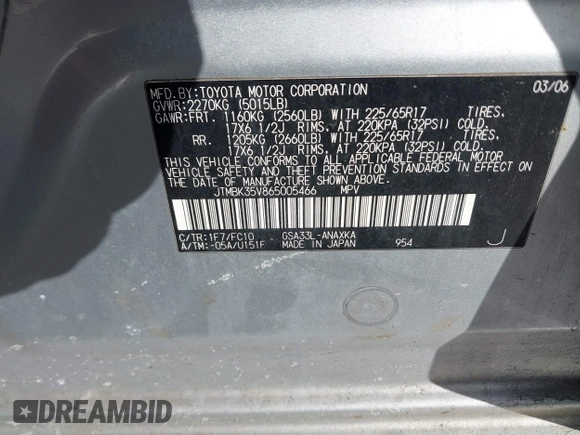 MFD.BY:TOYOTA MOTOR CORPORATION 03/06
GVWR:2270KG (5015LB)
GAWR:FRT. 1160KG (2560LB) WITH 225/65R17 TIRES.
17X6 1/2J RIMS. AT 220KPA (32PSI) COLD.
RR. 1205KG (2660LB) WITH 225/65R17 TIRES.
17X6 1/2J RIMS. AT 220KPA (32PSI) COLD.
THIS VEHICLE CONFORMS TO ALL APPLICABLE FEDERAL MOTOR
VEHICLE SAFETY AND THEFT PREVENTION STANDARDS IN EFFECT
ON THE DATE OF MANUFACTURE SHOWN ABOVE.
JTMBK35V865005466 MPV
C/TR:1F7/FC10 GSA33L-ANAXKA
A/TM:-05A/U151F MADE IN JAPAN 954 J
DREAMBID